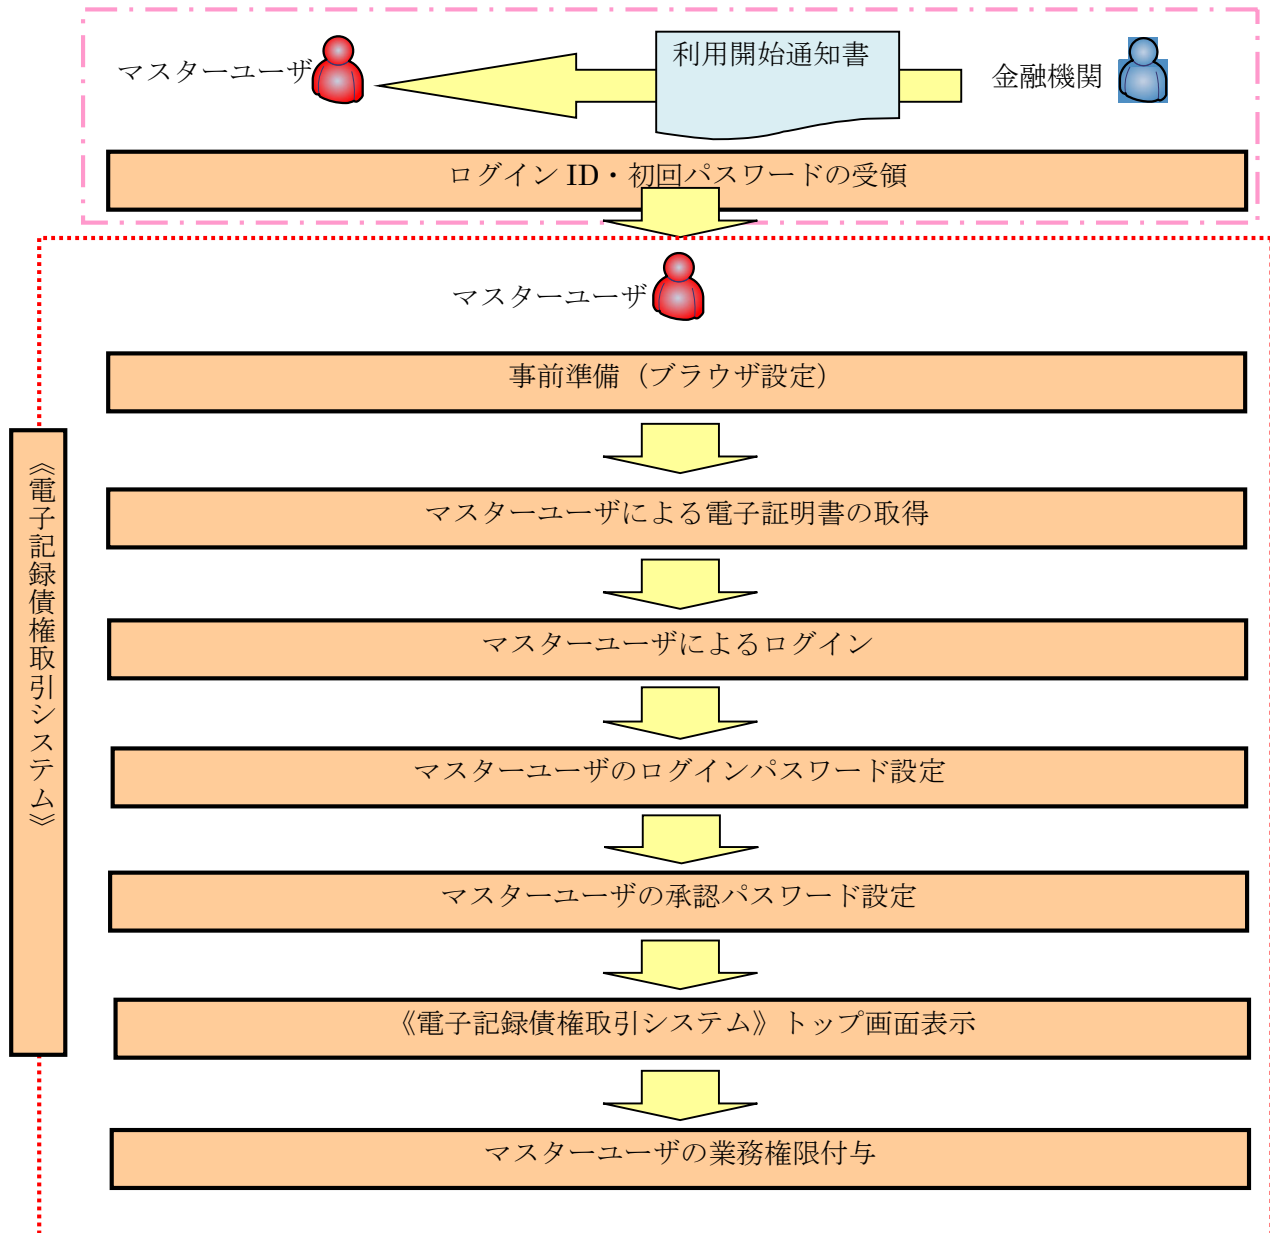 マスターユーザ
利用開始通知書
金融機関
ログイン ID・初回パスワードの受領
マスターユーザ
事前準備（ブラウザ設定）
《電子記録債権取引システム》
マスターユーザによる電子証明書の取得
マスターユーザによるログイン
マスターユーザのログインパスワード設定
マスターユーザの承認パスワード設定
《電子記録債権取引システム》トップ画面表示
マスターユーザの業務権限付与